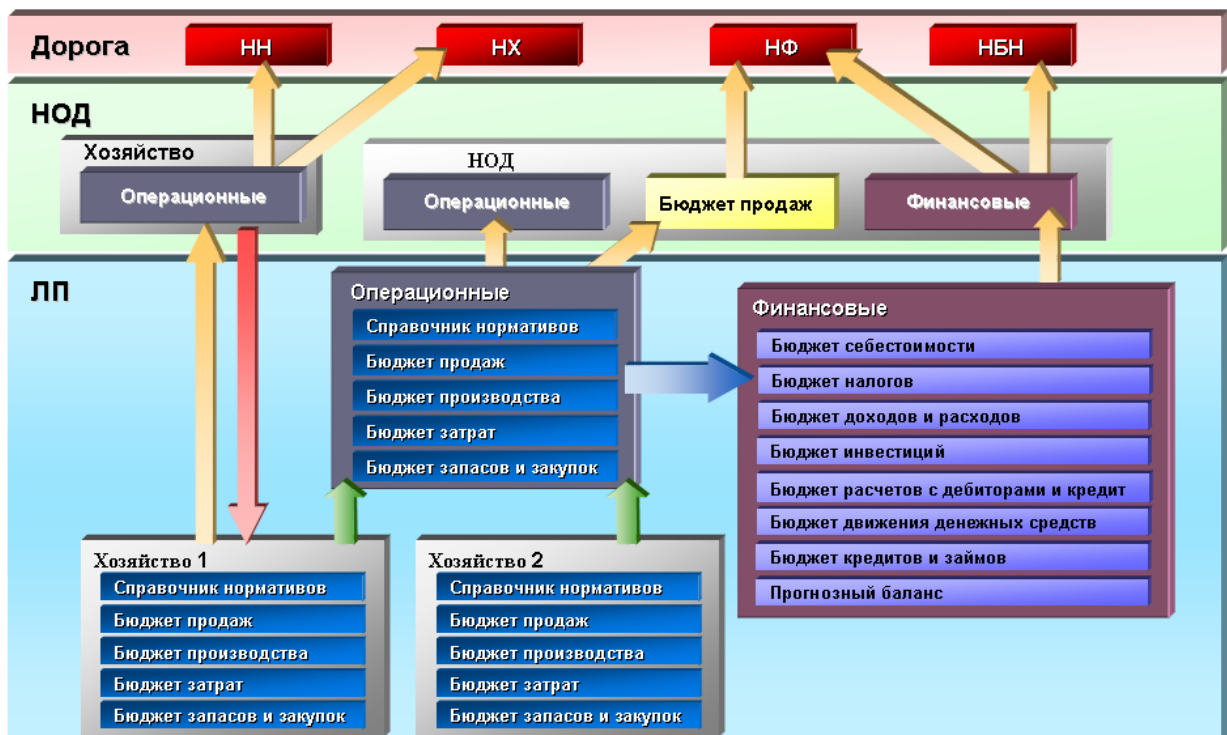 Дорога
НН
НХ
НФ
НБН
НОД
Хозяйство
Операционные
НОД
Операционные
Бюджет продаж
Финансовые
ЛП
Операционные
Справочник нормативов
Бюджет продаж
Бюджет производства
Бюджет затрат
Бюджет запасов и закупок
Финансовые
Бюджет себестоимости
Бюджет налогов
Бюджет доходов и расходов
Бюджет инвестиций
Бюджет расчетов с дебиторами и кредит
Бюджет движения денежных средств
Бюджет кредитов и займов
Прогнозный баланс
Хозяйство 1
Справочник нормативов
Бюджет продаж
Бюджет производства
Бюджет затрат
Бюджет запасов и закупок
Хозяйство 2
Справочник нормативов
Бюджет продаж
Бюджет производства
Бюджет затрат
Бюджет запасов и закупок